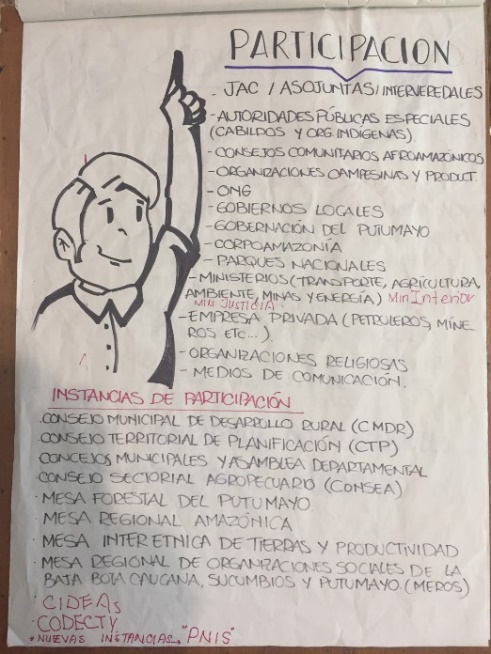 PARTICIPACION
- JAC / ASOJUNTAS / INTERVEREDALES
- AUTORIDADES PÚBLICAS ESPECIALES
(CABILDOS Y ORG. INDIGENAS)
- CONSEJOS COMUNITARIOS AFROAMAZÓNICOS
- ORGANIZACIONES CAMPESINAS Y PRODUCT.
- ONG
- GOBIERNOS LOCALES
- GOBERNACIÓN DEL PUTUMAYO
- CORPOAMAZONÍA
- PARQUES NACIONALES
- MINISTERIOS (TRANSPORTE, AGRÍCULTURA,
AMBIENTE, MINAS Y ENERGÍA) MinInterior
MIN JUSTICIA
- EMPRESA PRIVADA (PETROLEROS, MINE-
ROS ETC...).
- ORGANIZACIONES RELIGIOSAS
- MEDIOS DE COMUNICACIÓN.
INSTANCIAS DE PARTICIPACIÓN
.CONSEJO MUNICIPAL DE DESARROLLO RURAL (CMDR)
CONSEJO TERRITORIAL DE PLANIFICACIÓN (CTP)
CONCEJOS MUNICIPALES Y ASAMBLEA DEPARTAMENTAL
CONSEJO SECTORIAL AGROPECUARIO (CONSEA)
· MESA FORESTAL DEL PUTUMAYO
· MESA REGIONAL AMAZÓNICA
· MESA INTERETNICA DE TIERRAS Y PRODUCTIVIDAD
· MESA REGIONAL DE ORGANIZACIONES SOCIALES DE LA
BAJA BOTA CAUCANA, SUCUMBIOS Y PUTUMAYO (MEROS)
· CIDEAs
· CODECTY
* NUEVAS INSTANCIAS, "PNIS"